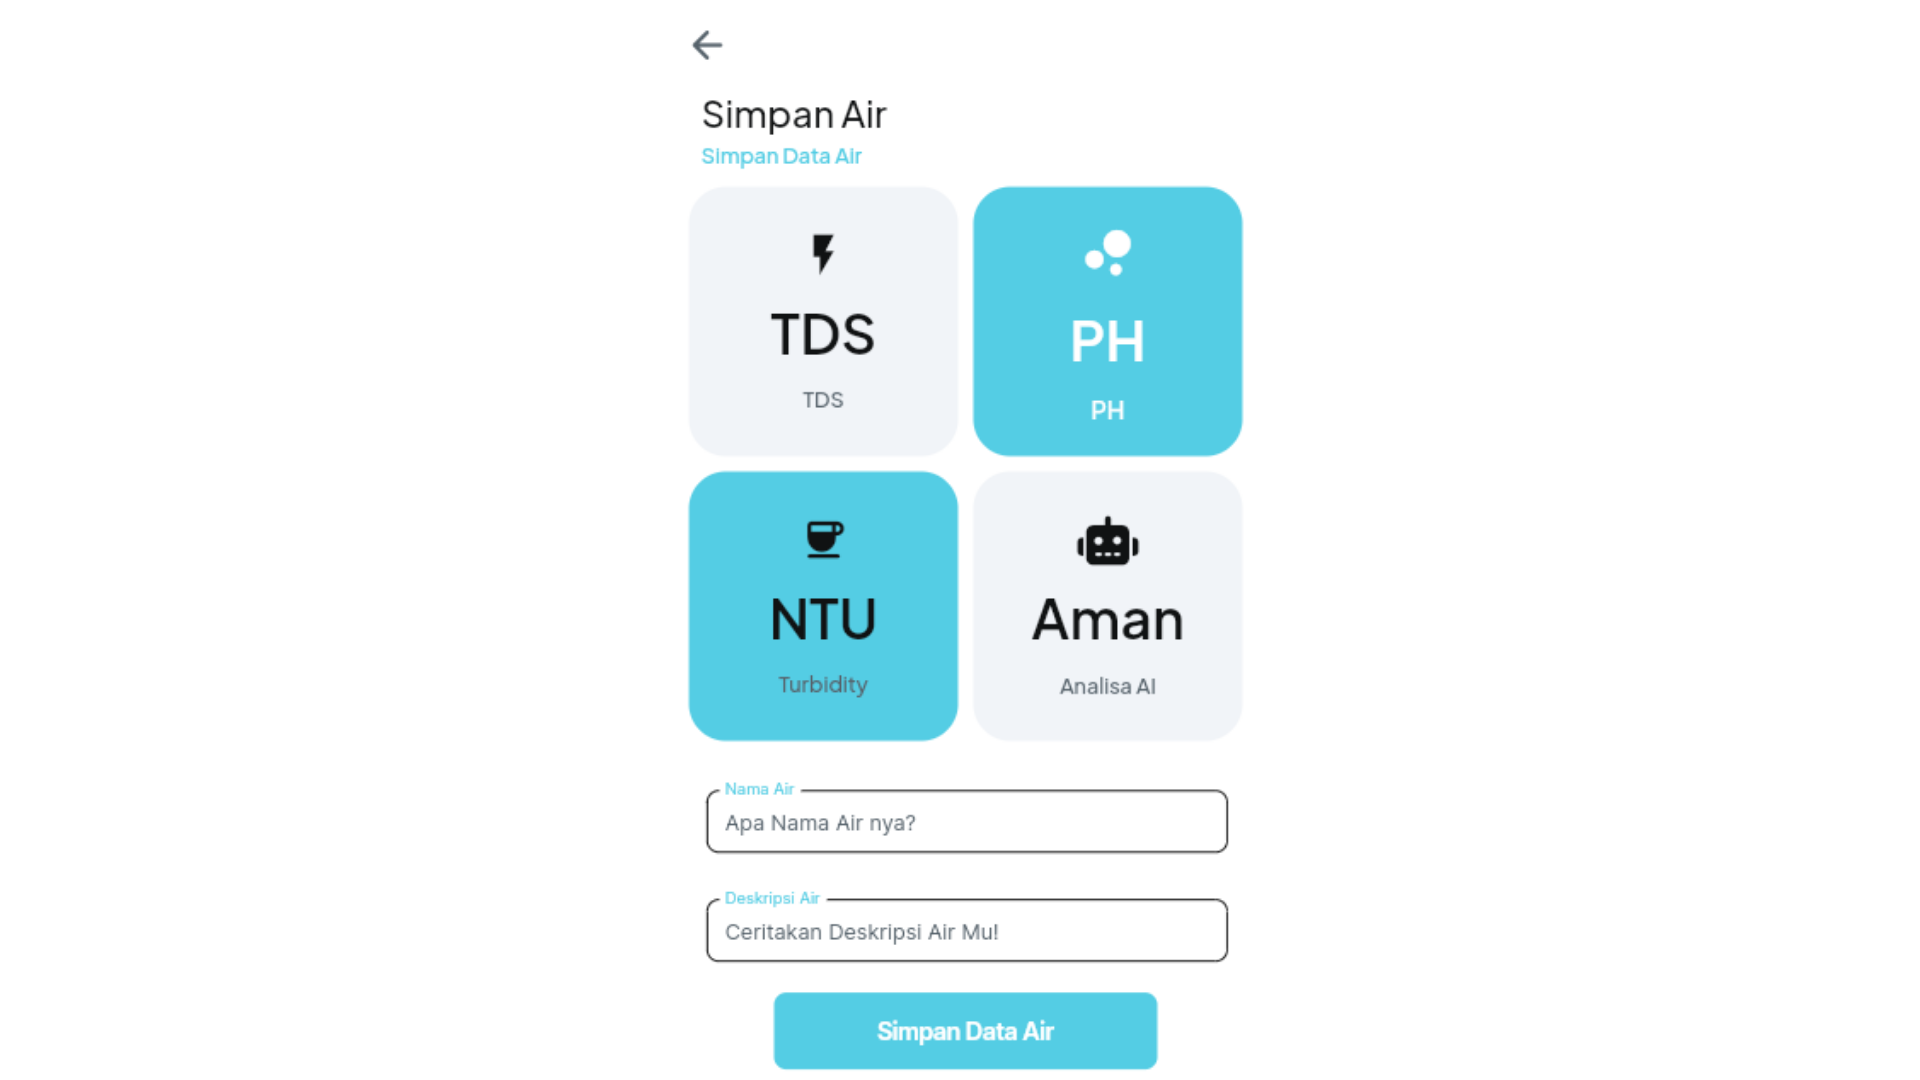 Simpan Air
Simpan Data Air
TDS
TDS
PH
PH
NTU
Turbidity
Aman
Analisa AI
Nama Air
Apa Nama Air nya?
Deskripsi Air
Ceritakan Deskripsi Air Mu!
Simpan Data Air